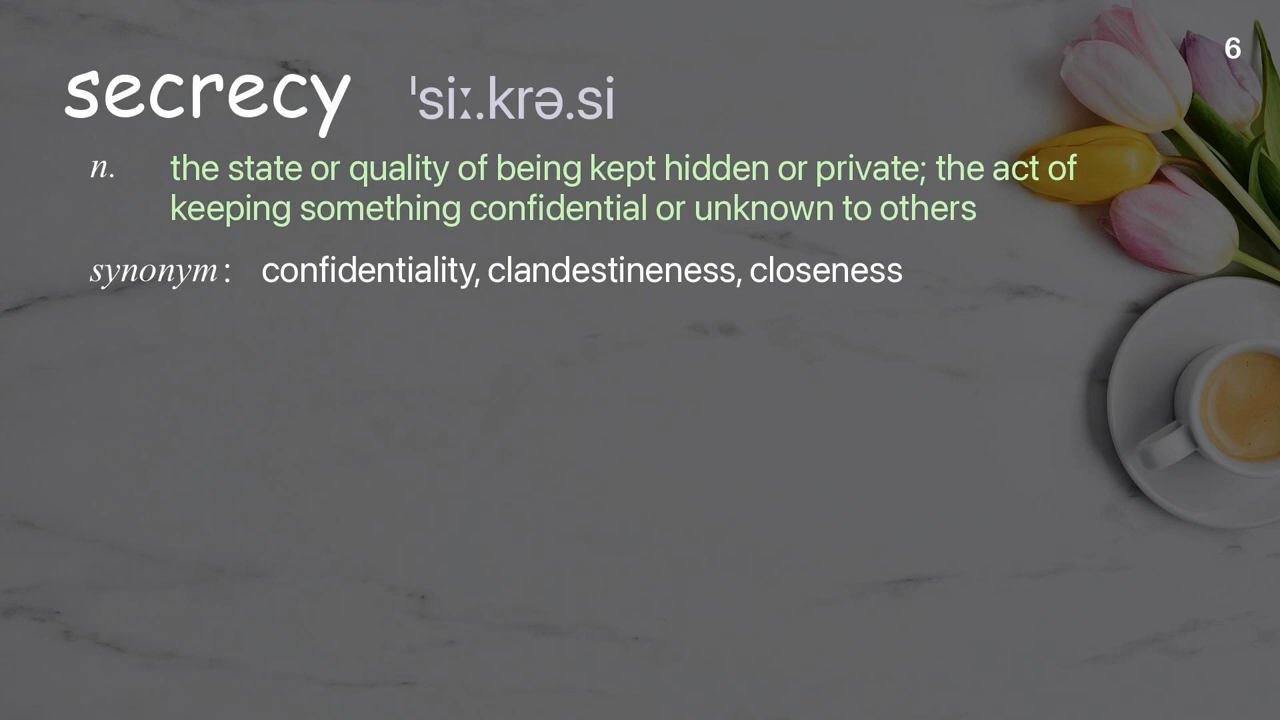 6
secrecy ˈsiː.krə.si
n. the state or quality of being kept hidden or private; the act of
keeping something confidential or unknown to others
synonym: confidentiality, clandestineness, closeness